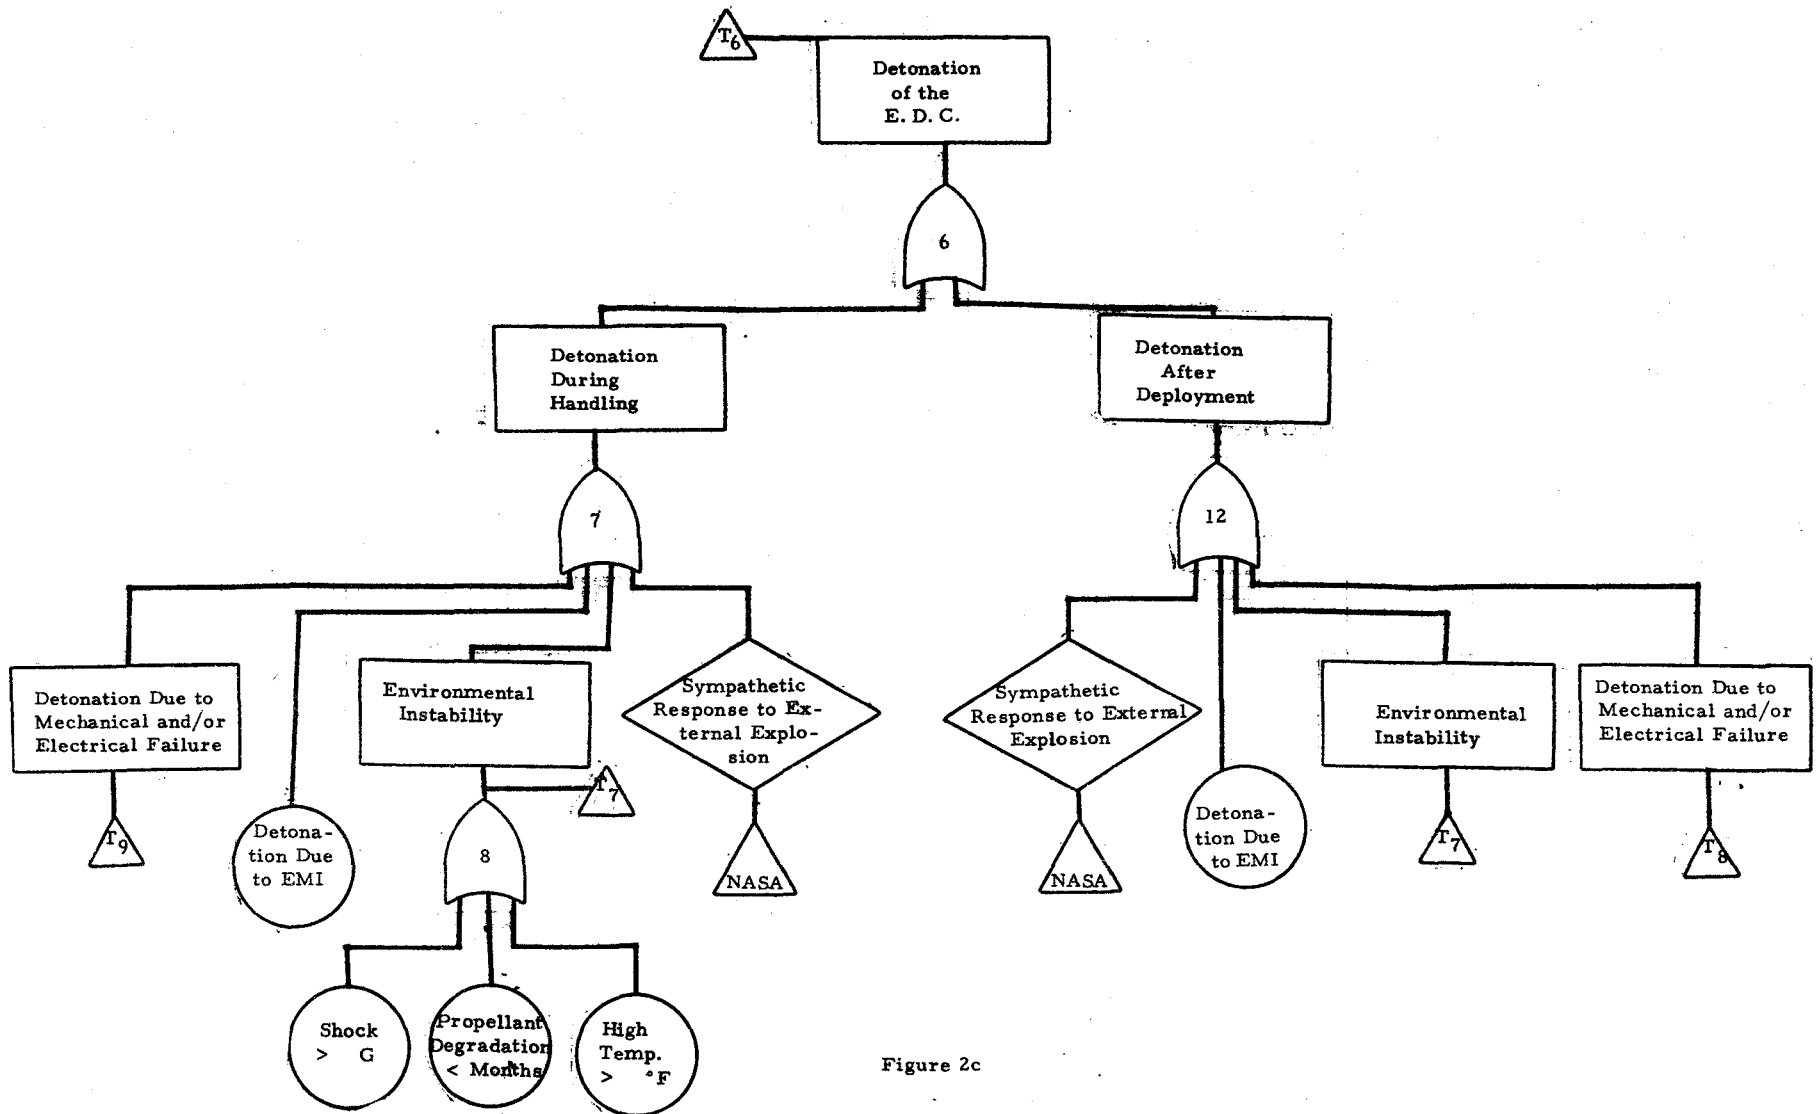 T6
Detonation
of the
E. D. C.
6
Detonation
During
Handling
Detonation
After
Deployment
7
12
Detonation Due to
Mechanical and/or
Electrical Failure
Environmental
Instability
Sympathetic
Response to Ex-
ternal Explo-
sion
Sympathetic
Response to External
Explosion
Environmental
Instability
Detonation Due to
Mechanical and/or
Electrical Failure
T9
Detona-
tion Due
to EMI
8
T7
NASA
NASA
Detona-
tion Due
to EMI
T7
T8
Shock
> G
Propellant
Degradation
< Months
High
Temp.
> °F
Figure 2c